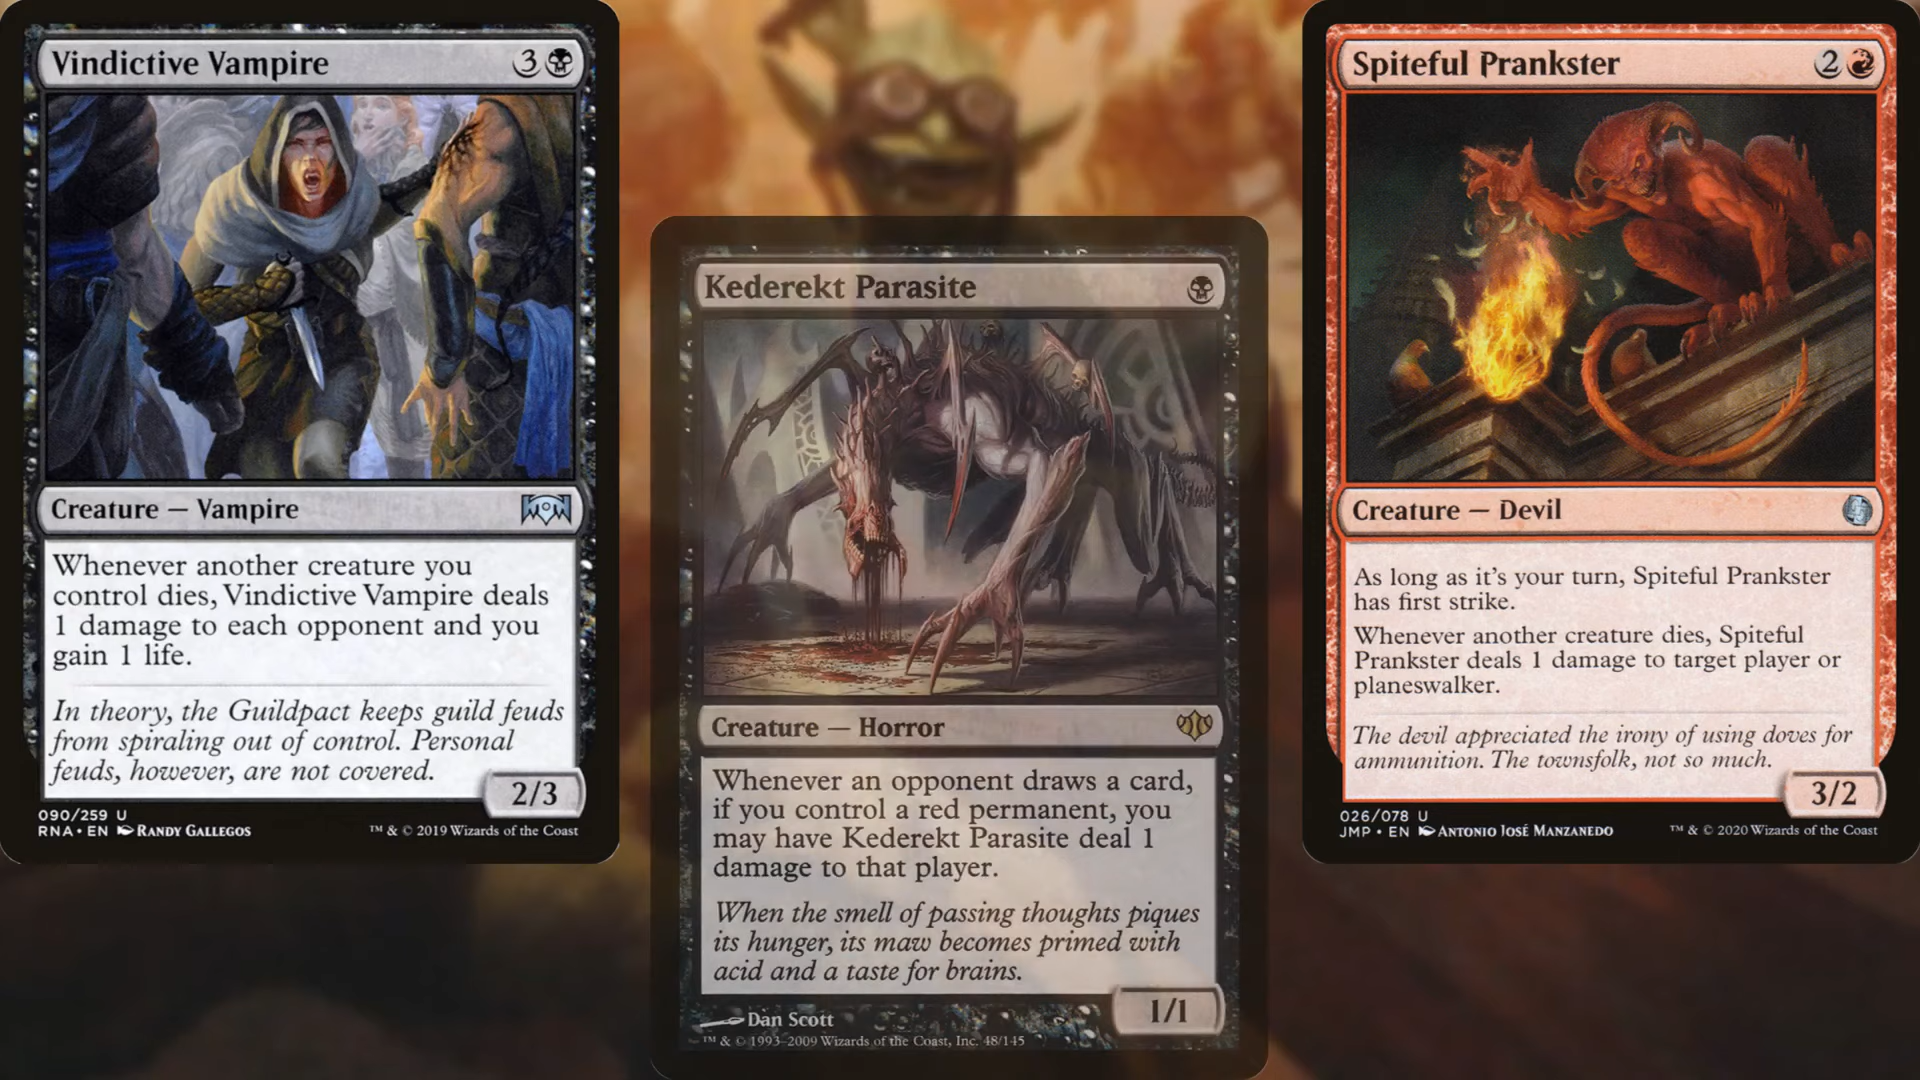 Vindictive Vampire 3
Creature — Vampire
Whenever another creature you
control dies, Vindictive Vampire deals
1 damage to each opponent and you
gain 1 life.
In theory, the Guildpact keeps guild feuds
from spiraling out of control. Personal
feuds, however, are not covered.
2/3
090/259 U
RNA • EN RANDY GALLEGOS
™ & © 2019 Wizards of the Coast
Kederekt Parasite
Creature — Horror
Whenever an opponent draws a card,
if you control a red permanent, you
may have Kederekt Parasite deal 1
damage to that player.
When the smell of passing thoughts piques
its hunger, its maw becomes primed with
acid and a taste for brains.
1/1
Dan Scott
™ & © 1993–2009 Wizards of the Coast, Inc. 48/145
Spiteful Prankster 2
Creature — Devil
As long as it's your turn, Spiteful Prankster
has first strike.
Whenever another creature dies, Spiteful
Prankster deals 1 damage to target player or
planeswalker.
The devil appreciated the irony of using doves for
ammunition. The townsfolk, not so much.
3/2
026/078 U
JMP • EN ANTONIO JOSÉ MANZANEDO
™ & © 2020 Wizards of the Coast